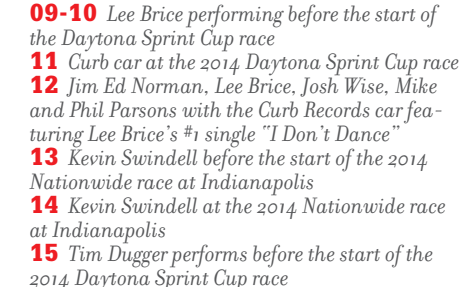 09-10 Lee Brice performing before the start of
the Daytona Sprint Cup race
11 Curb car at the 2014 Daytona Sprint Cup race
12 Jim Ed Norman, Lee Brice, Josh Wise, Mike
and Phil Parsons with the Curb Records car fea-
turing Lee Brice's #1 single "I Don't Dance"
13 Kevin Swindell before the start of the 2014
Nationwide race at Indianapolis
14 Kevin Swindell at the 2014 Nationwide race
at Indianapolis
15 Tim Dugger performs before the start of the
2014 Daytona Sprint Cup race